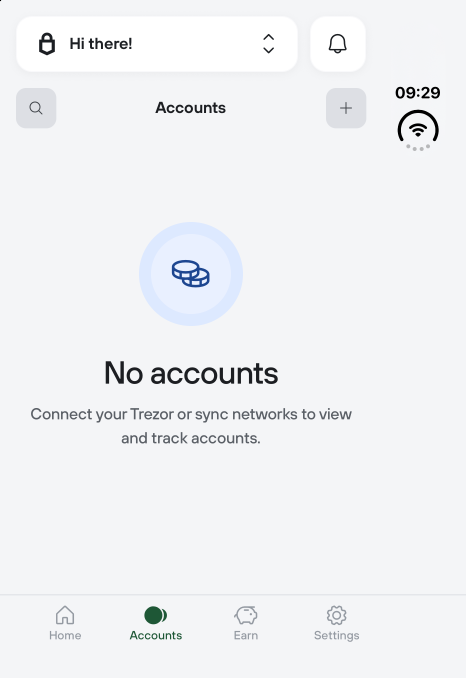 Hi there!
09:29
Accounts
No accounts
Connect your Trezor or sync networks to view
and track accounts.
Home
Accounts
Earn
Settings